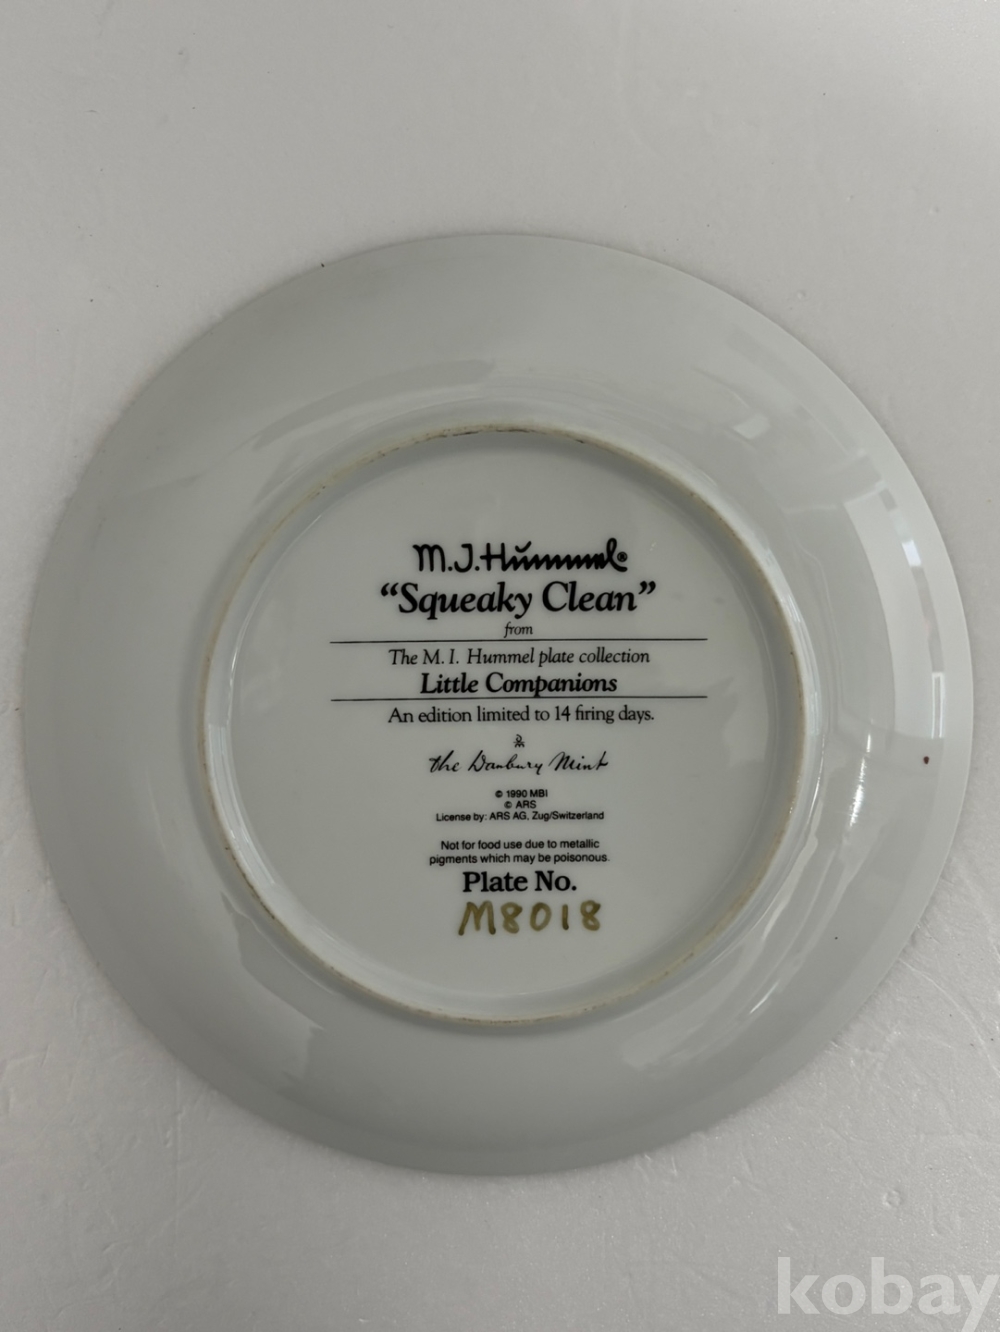 M.J.Hummel®
“Squeaky Clean”
from
The M. I. Hummel plate collection
Little Companions
An edition limited to 14 firing days.
The Danbury Mint
© 1990 MBI
© ARS
License by: ARS AG, Zug/Switzerland
Not for food use due to metallic
pigments which may be poisonous.
Plate No.
M8018
kobay